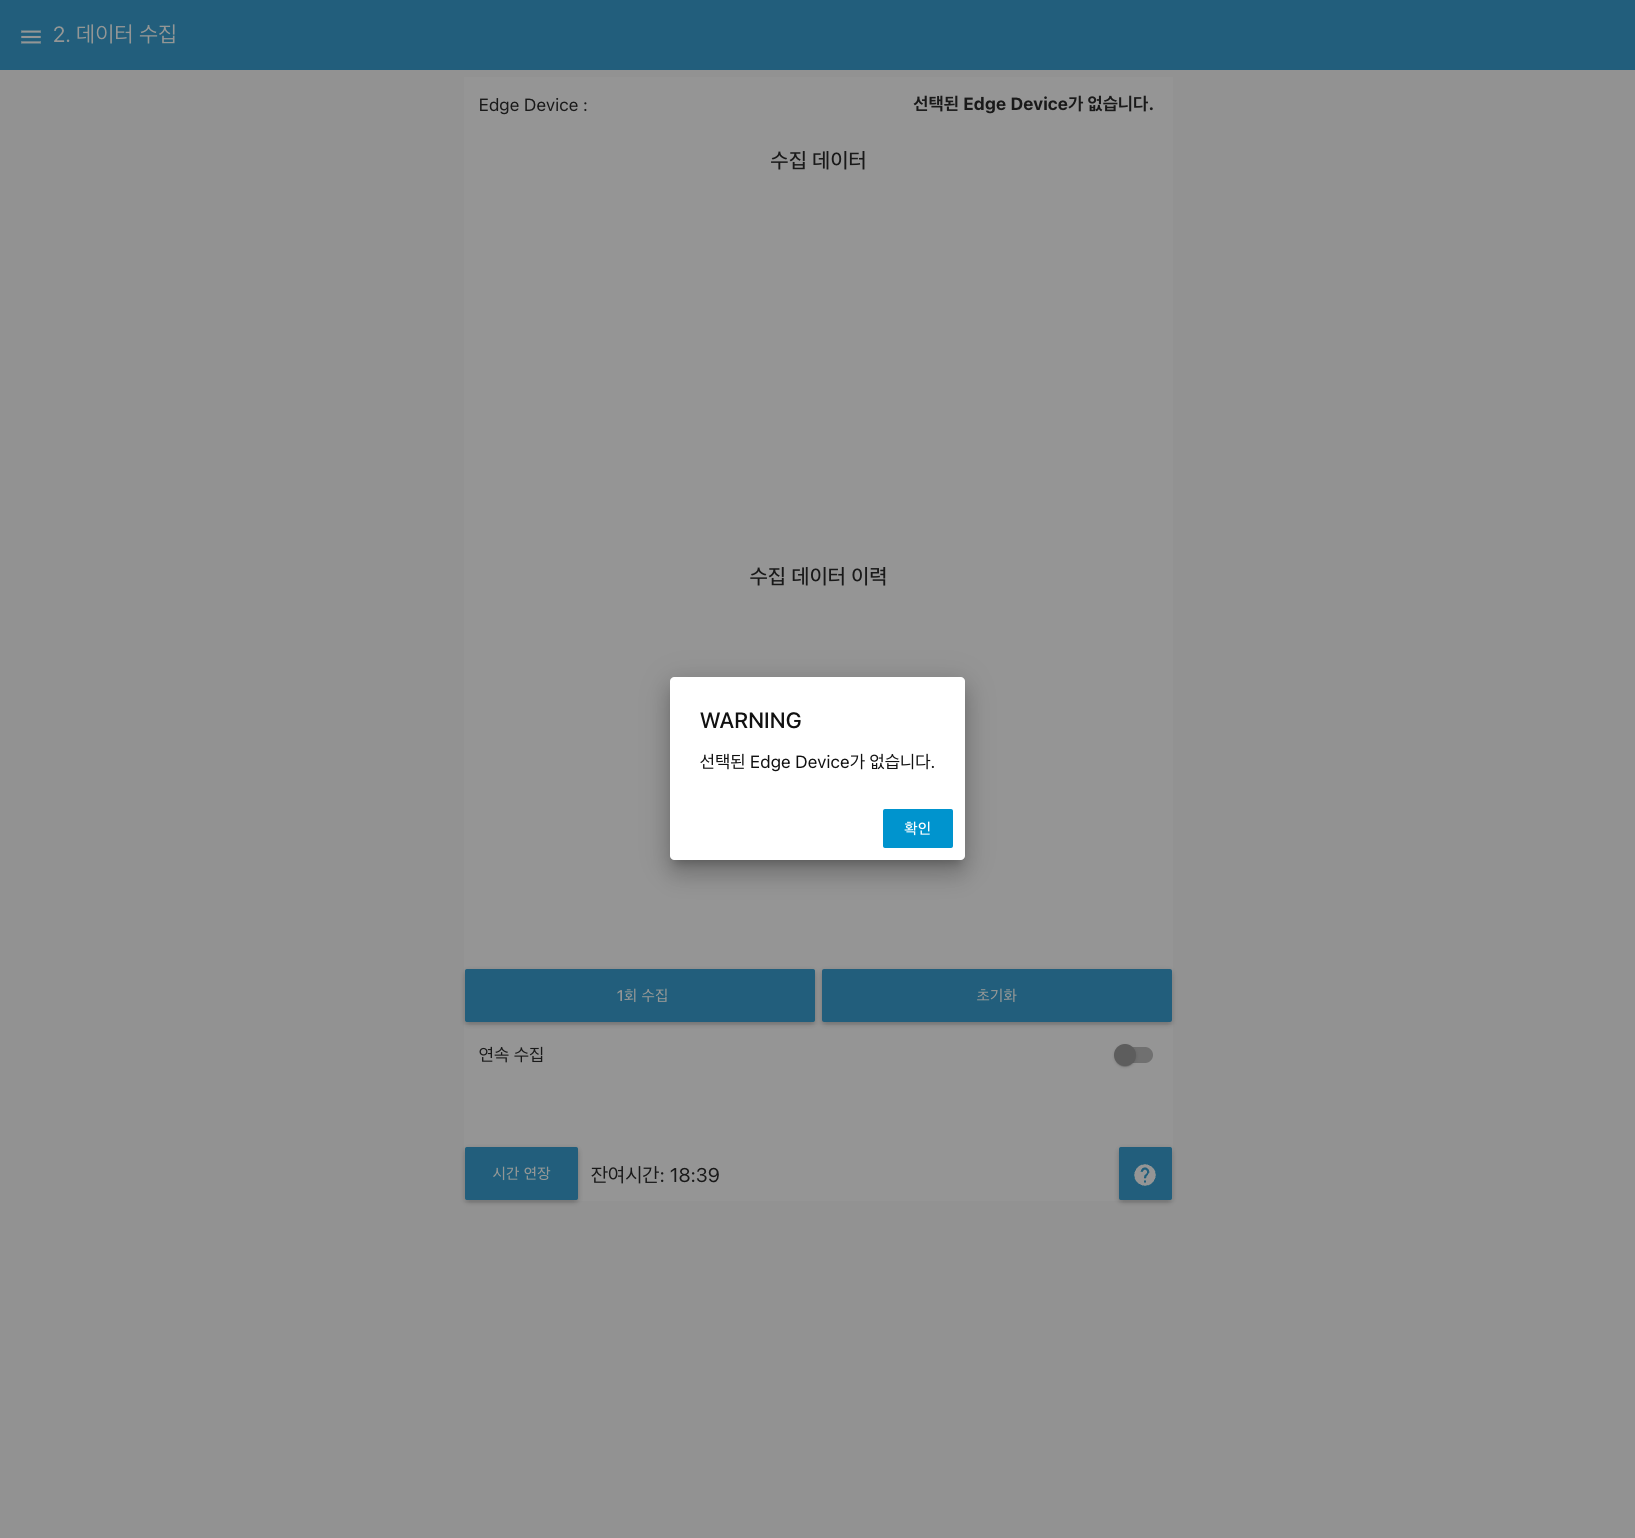 2. 데이터 수집
Edge Device : 선택된 Edge Device가 없습니다.
수집 데이터
수집 데이터 이력
WARNING
선택된 Edge Device가 없습니다.
확인
1회 수집 초기화
연속 수집
시간 연장 잔여시간: 18:39